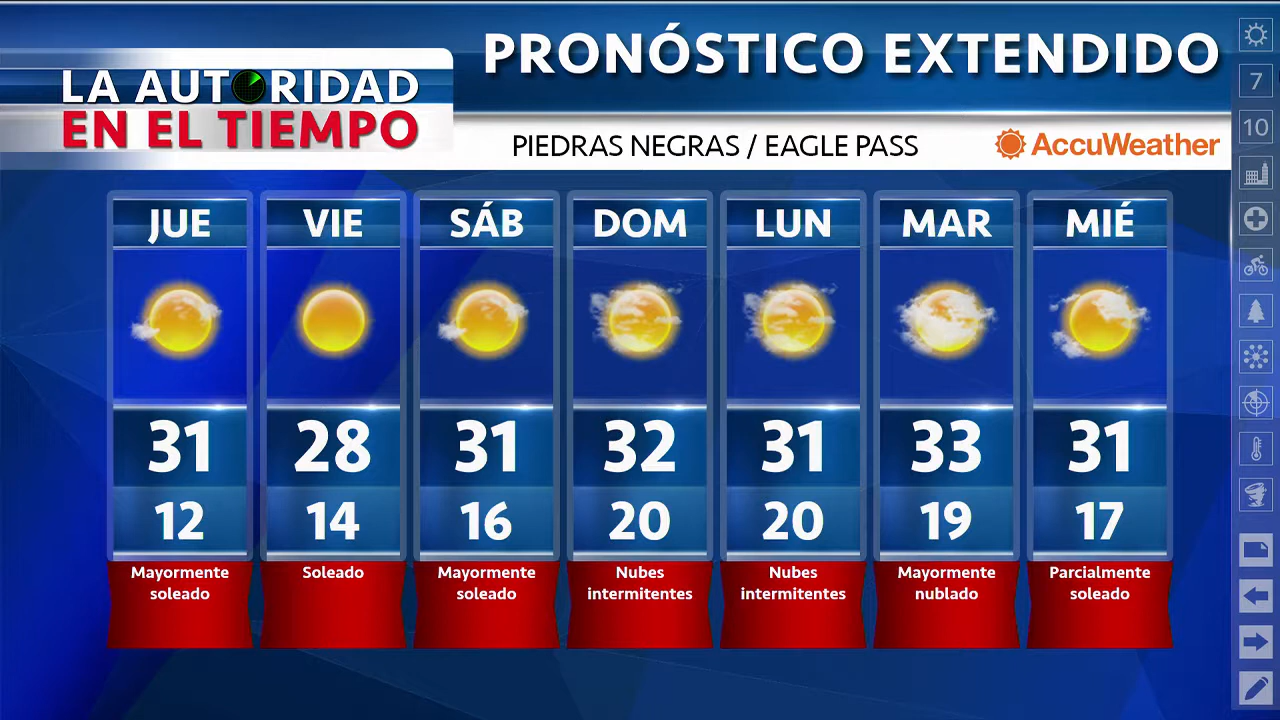 PRONÓSTICO EXTENDIDO
LA AUTORIDAD
EN EL TIEMPO
PIEDRAS NEGRAS / EAGLE PASS
AccuWeather
7
10
JUE VIE SÁB DOM LUN MAR MIÉ
31 28 31 32 31 33 31
12 14 16 20 20 19 17
Mayormente Soleado Mayormente Nubes Nubes Mayormente Parcialmente
soleado soleado intermitentes intermitentes nublado soleado